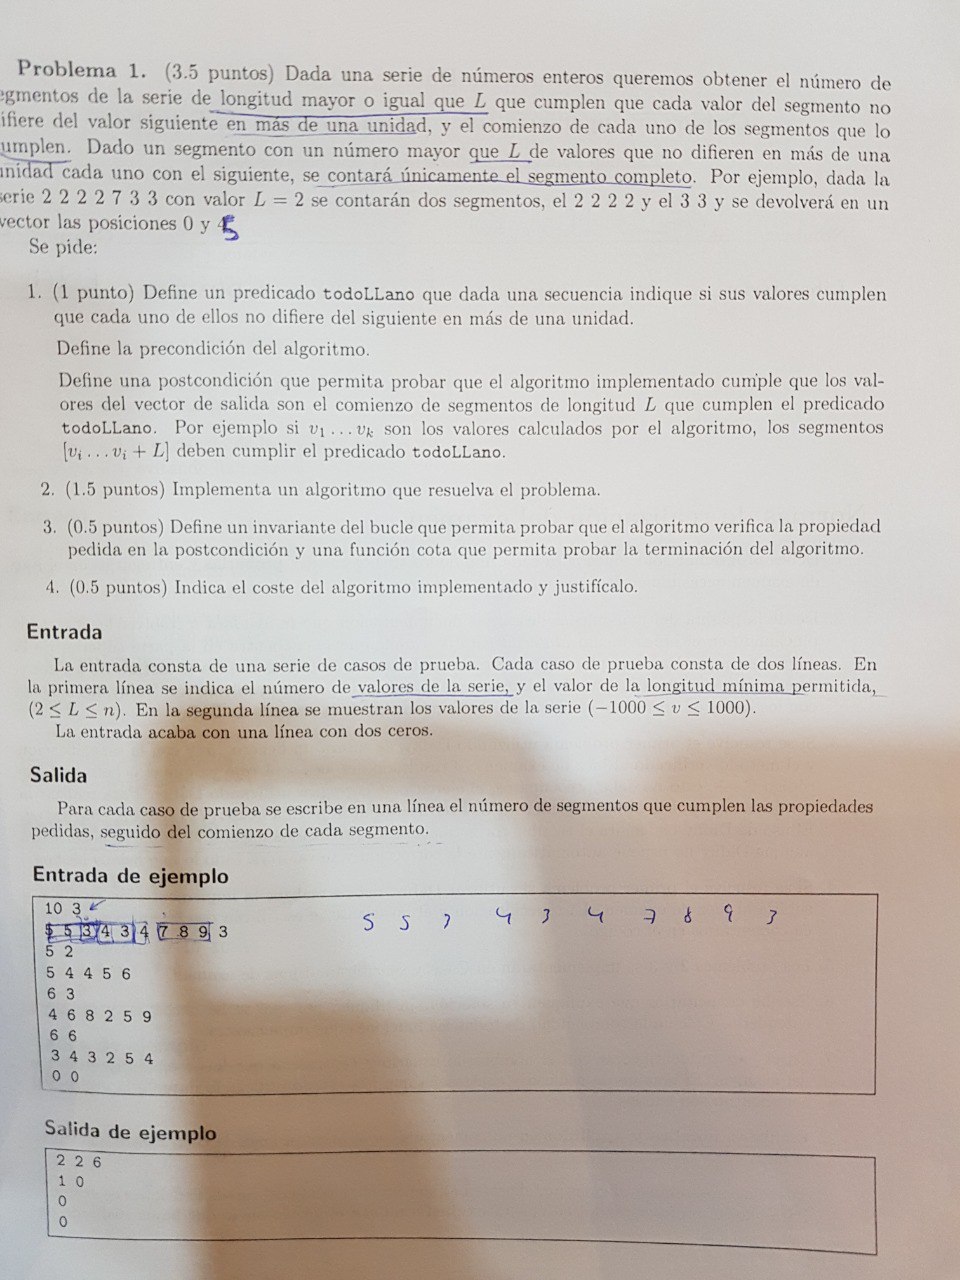 Problema 1. (3.5 puntos) Dada una serie de números enteros queremos obtener el número de
egmentos de la serie de longitud mayor o igual que L que cumplen que cada valor del segmento no
ifiere del valor siguiente en más de una unidad, y el comienzo de cada uno de los segmentos que lo
umplen. Dado un segmento con un número mayor que L de valores que no difieren en más de una
unidad cada uno con el siguiente, se contará únicamente el segmento completo. Por ejemplo, dada la
serie 2 2 2 2 7 3 3 con valor L = 2 se contarán dos segmentos, el 2 2 2 2 y el 3 3 y se devolverá en un
vector las posiciones 0 y 5
Se pide:
1. (1 punto) Define un predicado todoLLano que dada una secuencia indique si sus valores cumplen
que cada uno de ellos no difiere del siguiente en más de una unidad.
Define la precondición del algoritmo.
Define una postcondición que permita probar que el algoritmo implementado cumple que los val-
ores del vector de salida son el comienzo de segmentos de longitud L que cumplen el predicado
todoLLano. Por ejemplo si v1 ... vk son los valores calculados por el algoritmo, los segmentos
[vi ... vi + L] deben cumplir el predicado todoLLano.
2. (1.5 puntos) Implementa un algoritmo que resuelva el problema.
3. (0.5 puntos) Define un invariante del bucle que permita probar que el algoritmo verifica la propiedad
pedida en la postcondición y una función cota que permita probar la terminación del algoritmo.
4. (0.5 puntos) Indica el coste del algoritmo implementado y justifícalo.
Entrada
La entrada consta de una serie de casos de prueba. Cada caso de prueba consta de dos líneas. En
la primera línea se indica el número de valores de la serie, y el valor de la longitud mínima permitida,
(2 ≤ L ≤ n). En la segunda línea se muestran los valores de la serie (−1000 ≤ v ≤ 1000).
La entrada acaba con una línea con dos ceros.
Salida
Para cada caso de prueba se escribe en una línea el número de segmentos que cumplen las propiedades
pedidas, seguido del comienzo de cada segmento.
Entrada de ejemplo
10 3
5 5 3 4 3 4 7 8 9 3 5 5 3 4 3 4 7 8 9 3
5 2
5 4 4 5 6
6 3
4 6 8 2 5 9
6 6
3 4 3 2 5 4
0 0
Salida de ejemplo
2 2 6
1 0
0
0